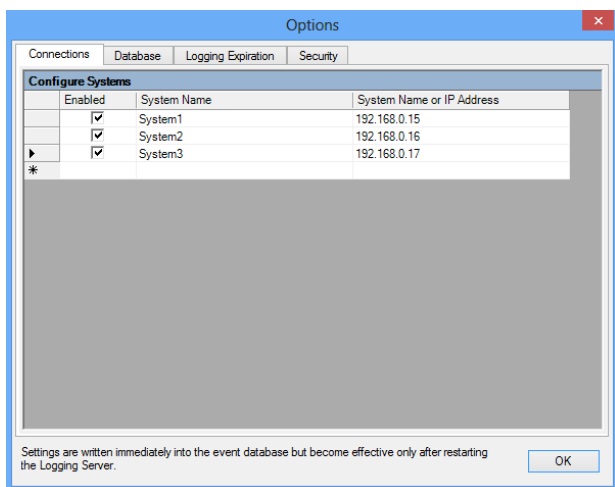 Options
Connections Database Logging Expiration Security
Configure Systems
Enabled System Name System Name or IP Address
System1 192.168.0.15
System2 192.168.0.16
System3 192.168.0.17
Settings are written immediately into the event database but become effective only after restarting
the Logging Server.
OK